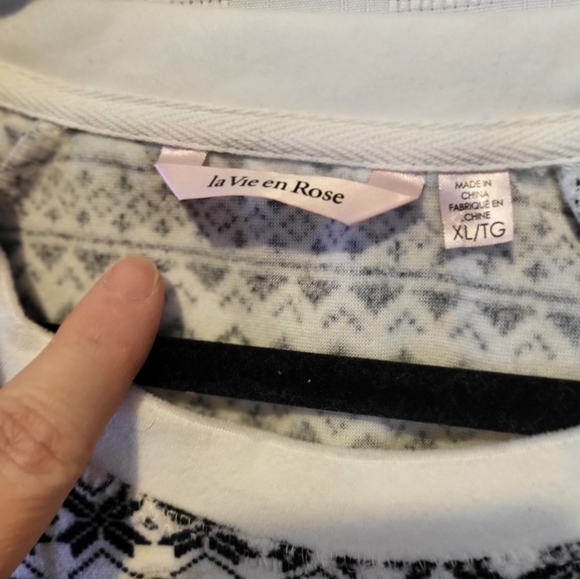 la Vie en Rose
MADE IN
CHINA
FABRIQUÉ EN
CHINE
XL/TG